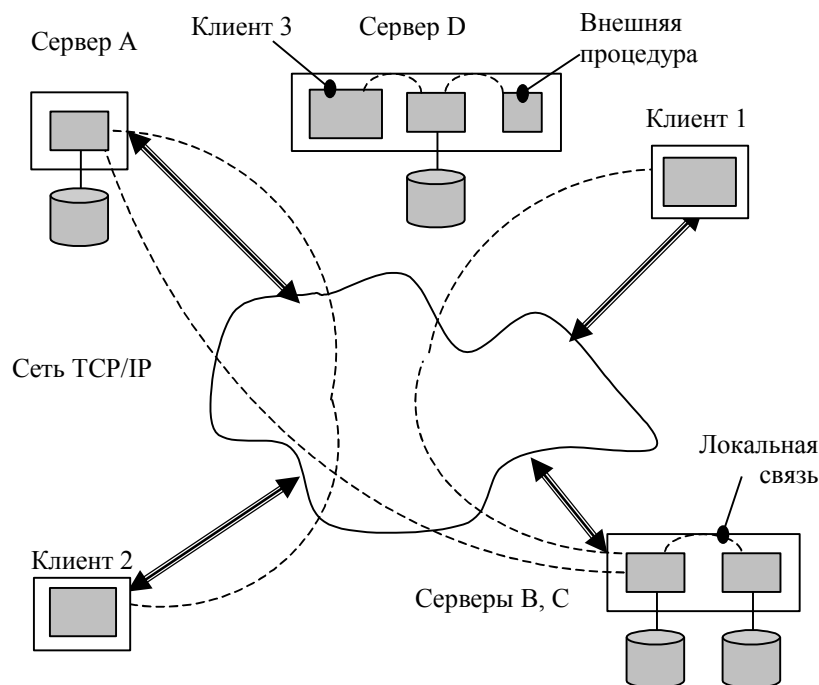 Сервер A
Клиент 3
Сервер D
Внешняя
процедура
Клиент 1
Сеть TCP/IP
Локальная
связь
Клиент 2
Серверы B, C